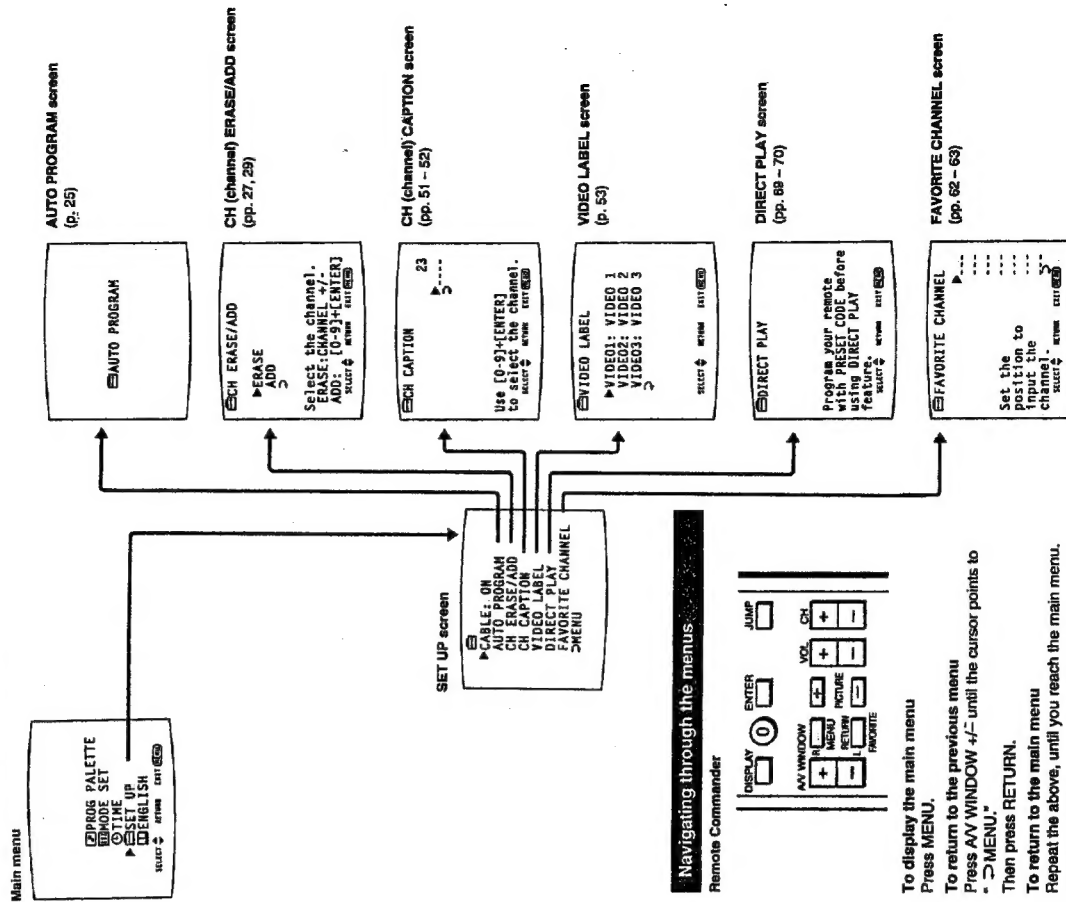 Main menu
PROG PALETTE
MODE SET
TIME
▶SET UP
ENGLISH
SELECT RETURN EXIT MENU
SET UP screen
▶CABLE: ON
AUTO PROGRAM
CH ERASE/ADD
CH CAPTION
VIDEO LABEL
DIRECT PLAY
FAVORITE CHANNEL
⊃MENU
AUTO PROGRAM screen
(p. 25)
AUTO PROGRAM
CH (channel) ERASE/ADD screen
(pp. 27, 29)
CH ERASE/ADD
▶ERASE
ADD
⊃
Select the channel.
ERASE:CHANNEL +/-
ADD: [0-9]+[ENTER]
SELECT RETURN EXIT MENU
CH (channel) CAPTION screen
(pp. 51 – 52)
CH CAPTION
23
▶----
⊃
Use [0-9]+[ENTER]
to select the channel.
SELECT RETURN EXIT MENU
VIDEO LABEL screen
(p. 53)
VIDEO LABEL
▶VIDEO1: VIDEO 1
VIDEO2: VIDEO 2
VIDEO3: VIDEO 3
⊃
SELECT RETURN EXIT MENU
DIRECT PLAY screen
(pp. 69 – 70)
DIRECT PLAY
Program your remote
with PRESET CODE before
using DIRECT PLAY
feature.
SELECT RETURN EXIT MENU
FAVORITE CHANNEL screen
(pp. 62 – 63)
FAVORITE CHANNEL
Set the
position to
input the
channel.
SELECT RETURN EXIT MENU
Navigating through the menus
Remote Commander
DISPLAY 0 ENTER JUMP
A/V WINDOW VOL CH
+ R MENU + + +
− L RETURN PICTURE − − −
FAVORITE
To display the main menu
Press MENU.
To return to the previous menu
Press A/V WINDOW +/– until the cursor points to
" ⊃ MENU."
Then press RETURN.
To return to the main menu
Repeat the above, until you reach the main menu.